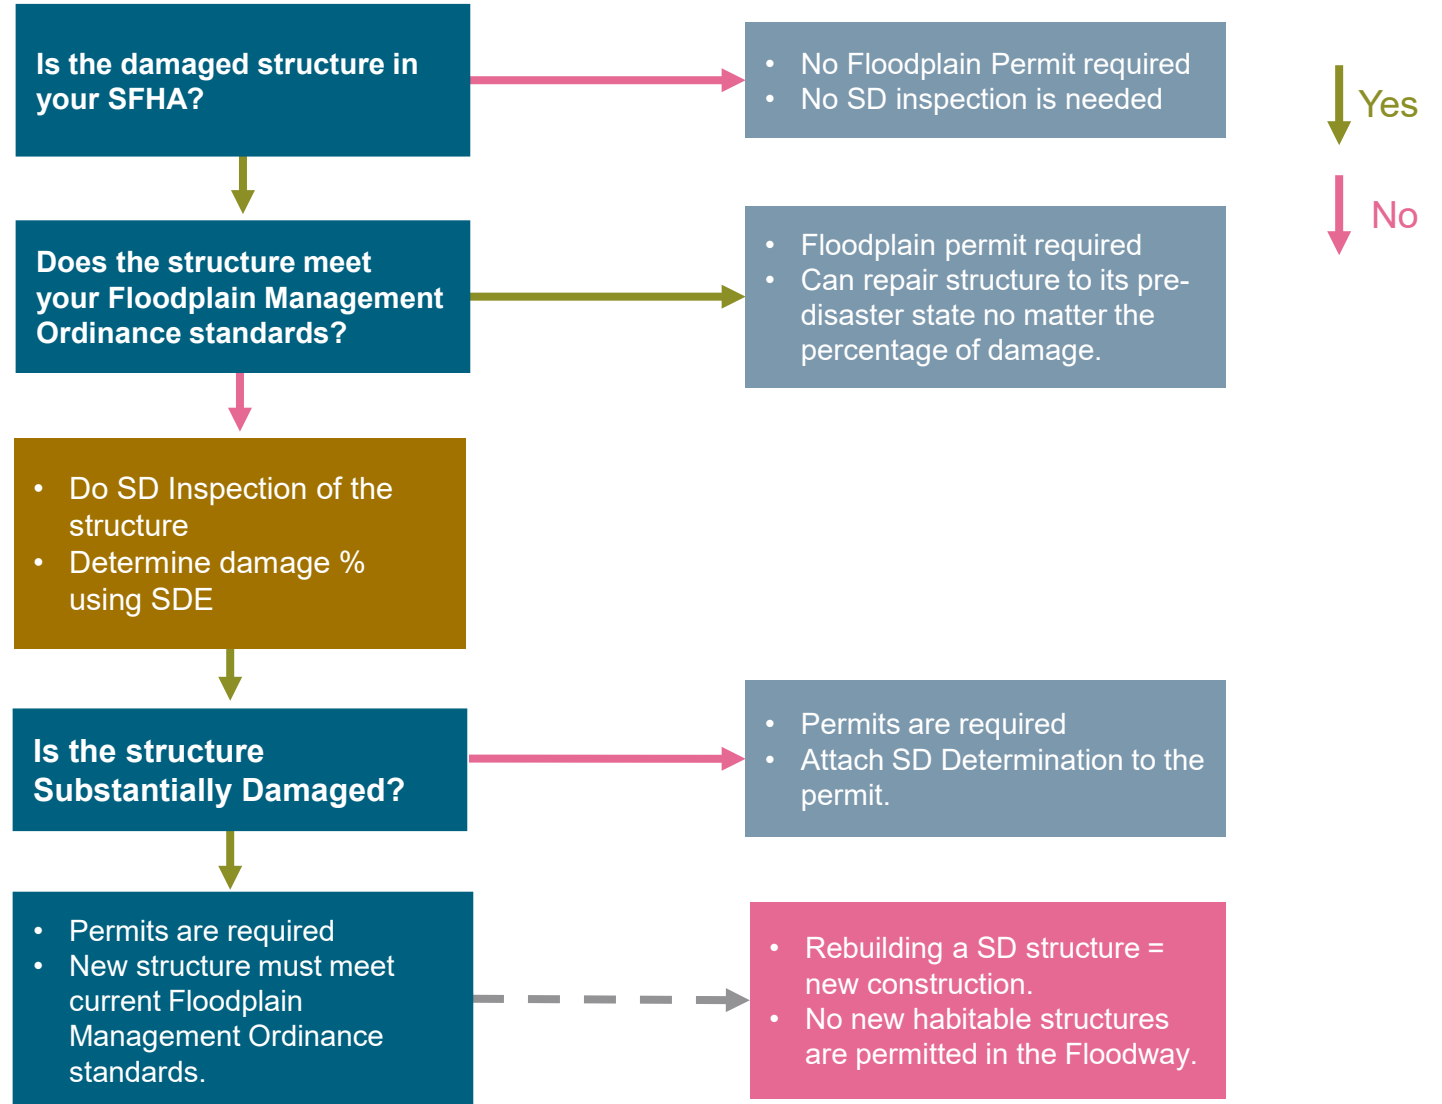 Is the damaged structure in
your SFHA?
• No Floodplain Permit required
• No SD inspection is needed
Yes
No
Does the structure meet
your Floodplain Management
Ordinance standards?
• Floodplain permit required
• Can repair structure to its pre-
disaster state no matter the
percentage of damage.
• Do SD Inspection of the
structure
• Determine damage %
using SDE
Is the structure
Substantially Damaged?
• Permits are required
• Attach SD Determination to the
permit.
• Permits are required
• New structure must meet
current Floodplain
Management Ordinance
standards.
• Rebuilding a SD structure =
new construction.
• No new habitable structures
are permitted in the Floodway.